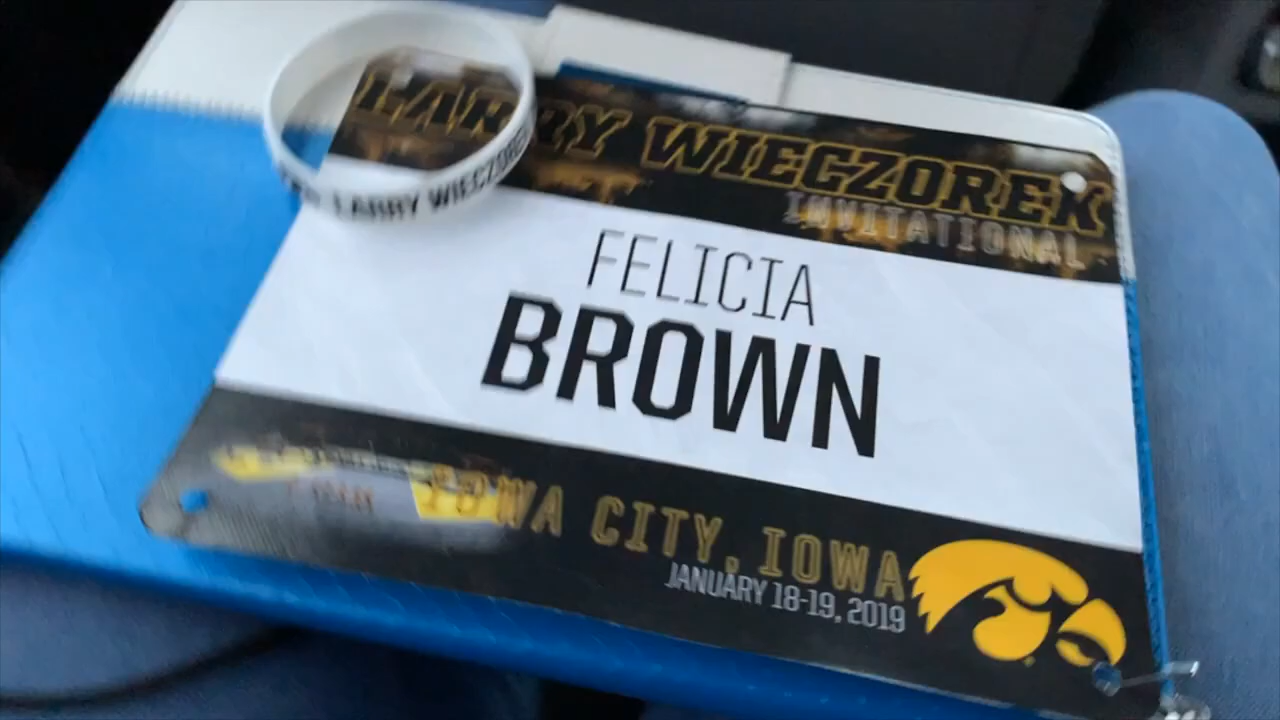 LARRY WIECZOREK
INVITATIONAL
LARRY WIECZOREK
FELICIA
BROWN
IOWA CITY, IOWA
JANUARY 18-19, 2019